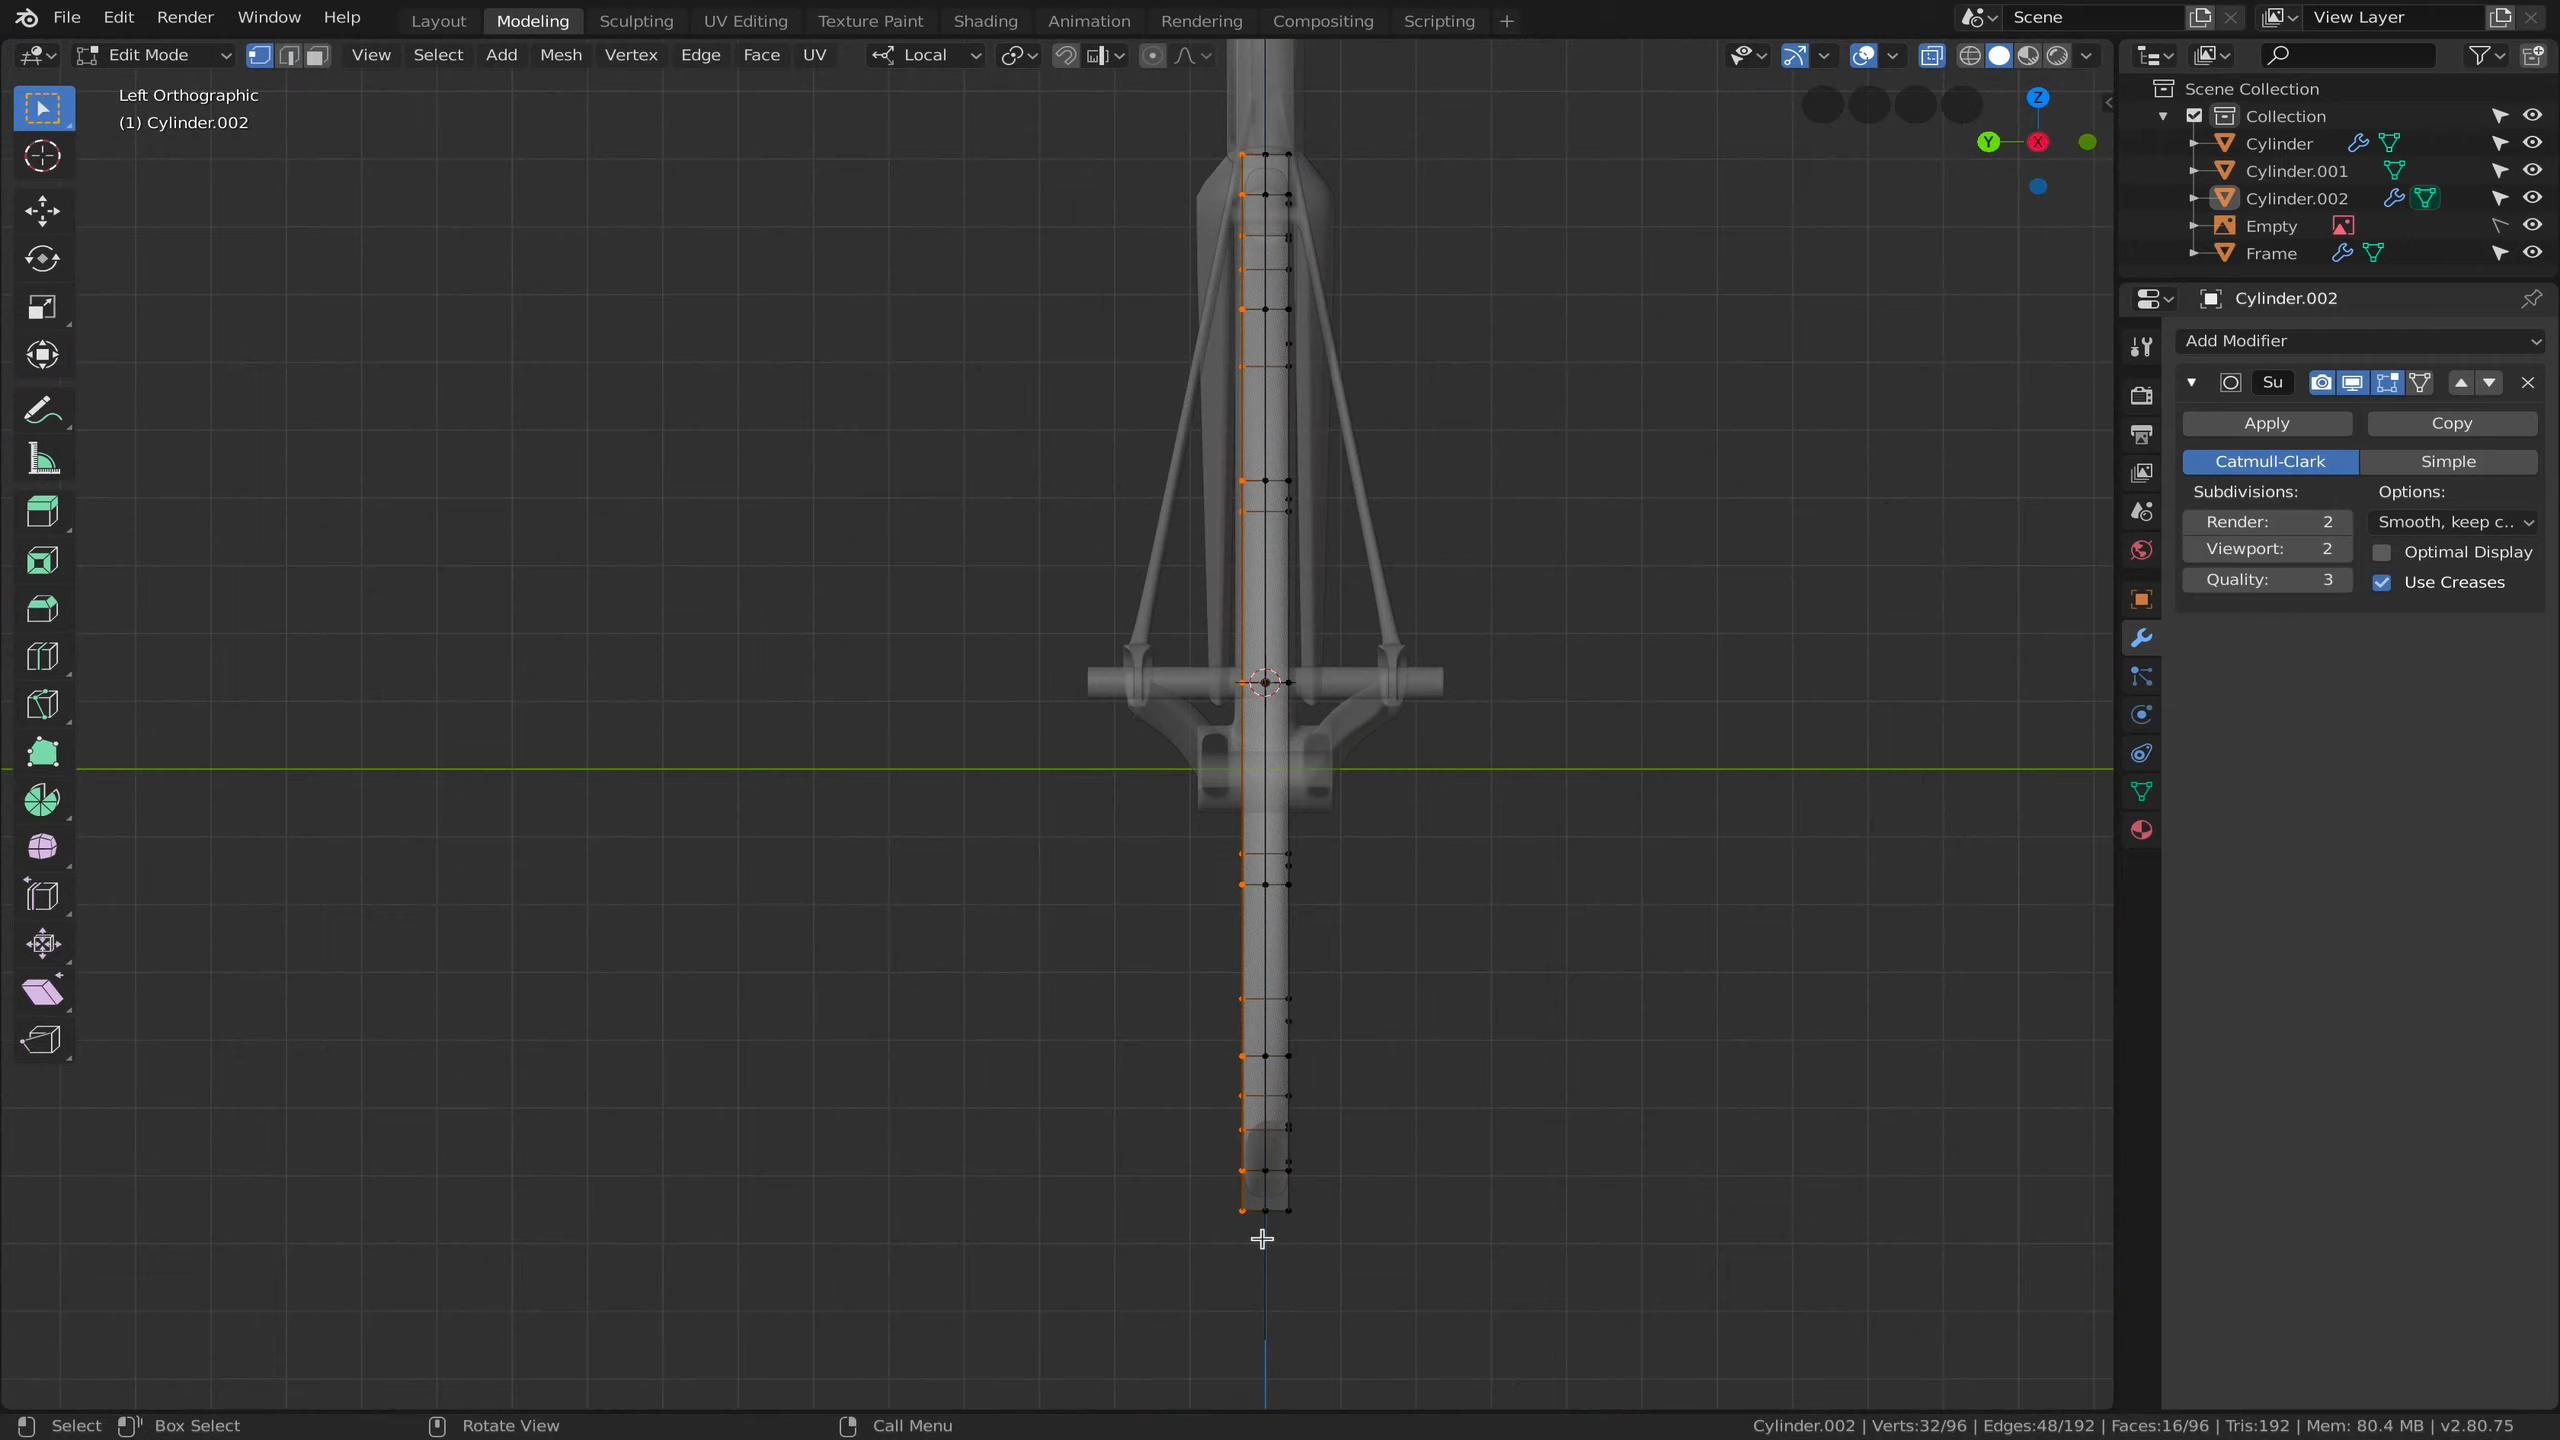 File Edit Render Window Help Layout Modeling Sculpting UV Editing Texture Paint Shading Animation Rendering Compositing Scripting + Scene View Layer
Edit Mode View Select Add Mesh Vertex Edge Face UV Local
Left Orthographic
(1) Cylinder.002
Z
Y
X
Scene Collection
Collection
Cylinder
Cylinder.001
Cylinder.002
Empty
Frame
Cylinder.002
Add Modifier
Su
Apply Copy
Catmull-Clark Simple
Subdivisions: Options:
Render: 2 Smooth, keep c..
Viewport: 2 Optimal Display
Quality: 3 Use Creases
Select Box Select Rotate View Call Menu Cylinder.002 | Verts:32/96 | Edges:48/192 | Faces:16/96 | Tris:192 | Mem: 80.4 MB | v2.80.75